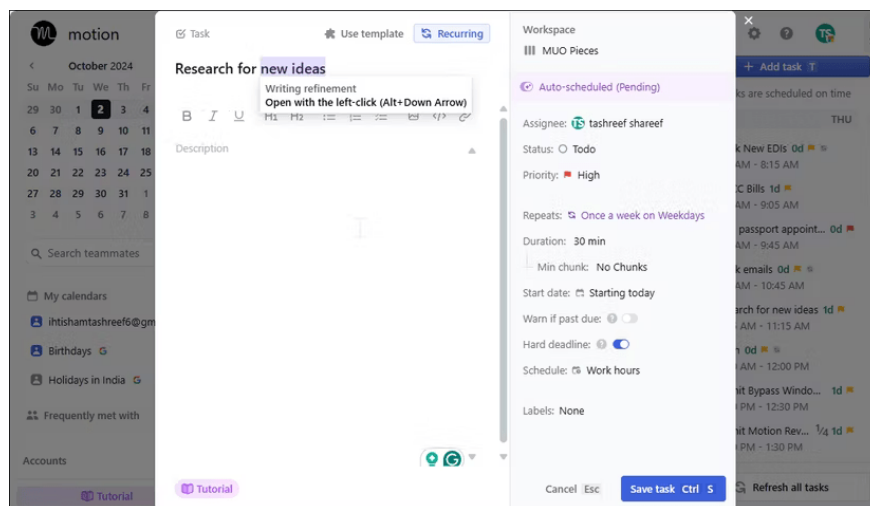 motion
October 2024
Su Mo Tu We Th Fr
29 30 1 2 3 4
6 7 8 9 10 11
13 14 15 16 17 18
20 21 22 23 24 25
27 28 29 30 31 1
3 4 5 6 7 8
Search teammates
My calendars
ihtishamtashreef6@gm
Birthdays G
Holidays in India G
Frequently met with
Accounts
Tutorial
Task
Use template
Recurring
Research for new ideas
Writing refinement
Open with the left-click (Alt+Down Arrow)
B I U H1 H2
Description
Tutorial
Workspace
MUO Pieces
Auto-scheduled (Pending)
Assignee: TS tashreef shareef
Status: Todo
Priority: High
Repeats: Once a week on Weekdays
Duration: 30 min
Min chunk: No Chunks
Start date: Starting today
Warn if past due:
Hard deadline:
Schedule: Work hours
Labels: None
Cancel Esc
Save task Ctrl S
TS
+ Add task T
ks are scheduled on time
THU
k New EDIs 0d
AM - 8:15 AM
C Bills 1d
AM - 9:05 AM
passport appoint... 0d
AM - 9:45 AM
k emails 0d
AM - 10:45 AM
arch for new ideas 1d
AM - 11:15 AM
0d
AM - 12:00 PM
nit Bypass Windo... 1d
PM - 12:30 PM
nit Motion Rev... 1/4 1d
PM - 1:30 PM
Refresh all tasks